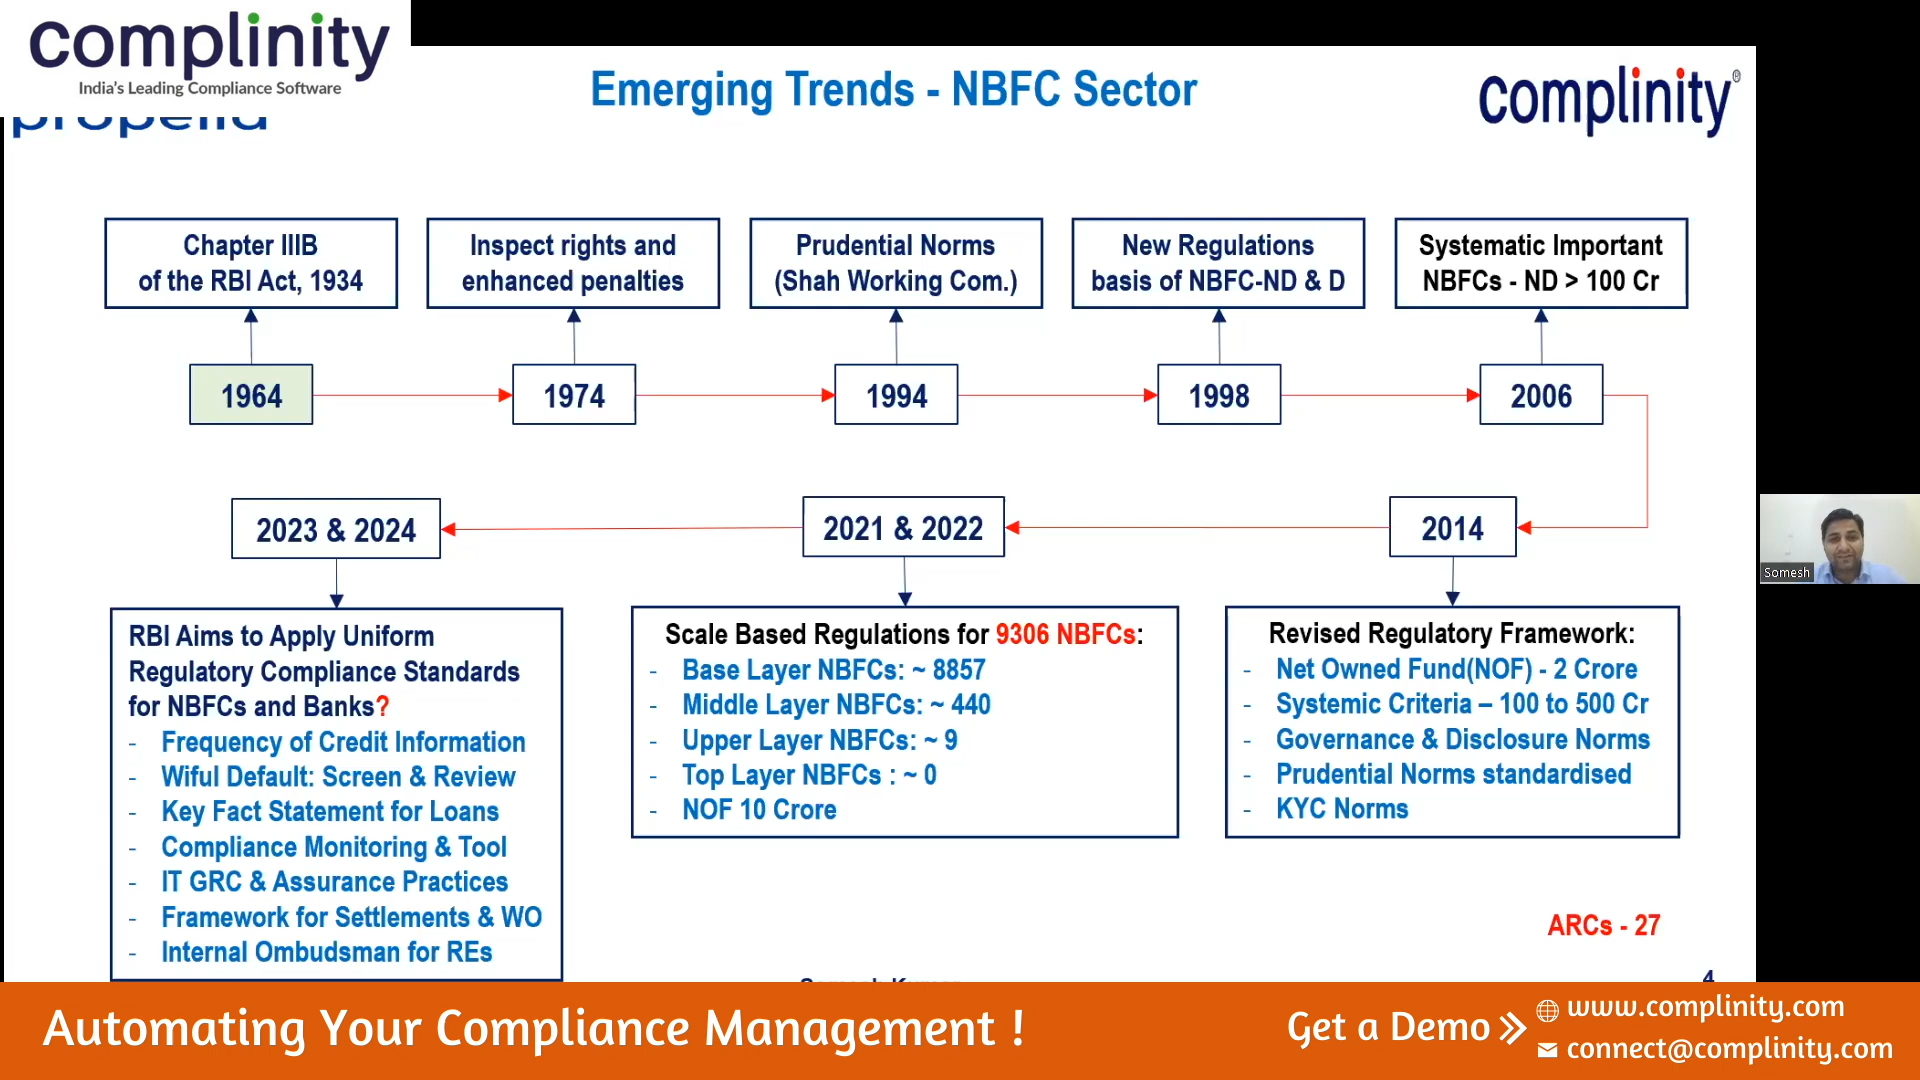 complinity
India's Leading Compliance Software
Emerging Trends - NBFC Sector
complinity®
Chapter IIIB
of the RBI Act, 1934
Inspect rights and
enhanced penalties
Prudential Norms
(Shah Working Com.)
New Regulations
basis of NBFC-ND & D
Systematic Important
NBFCs - ND > 100 Cr
1964
1974
1994
1998
2006
2023 & 2024
2021 & 2022
2014
RBI Aims to Apply Uniform
Regulatory Compliance Standards
for NBFCs and Banks?
- Frequency of Credit Information
- Wiful Default: Screen & Review
- Key Fact Statement for Loans
- Compliance Monitoring & Tool
- IT GRC & Assurance Practices
- Framework for Settlements & WO
- Internal Ombudsman for REs
Scale Based Regulations for 9306 NBFCs:
- Base Layer NBFCs: ~ 8857
- Middle Layer NBFCs: ~ 440
- Upper Layer NBFCs: ~ 9
- Top Layer NBFCs : ~ 0
- NOF 10 Crore
Revised Regulatory Framework:
- Net Owned Fund(NOF) - 2 Crore
- Systemic Criteria – 100 to 500 Cr
- Governance & Disclosure Norms
- Prudential Norms standardised
- KYC Norms
Somesh
ARCs - 27
4
Automating Your Compliance Management !
Get a Demo
www.complinity.com
connect@complinity.com